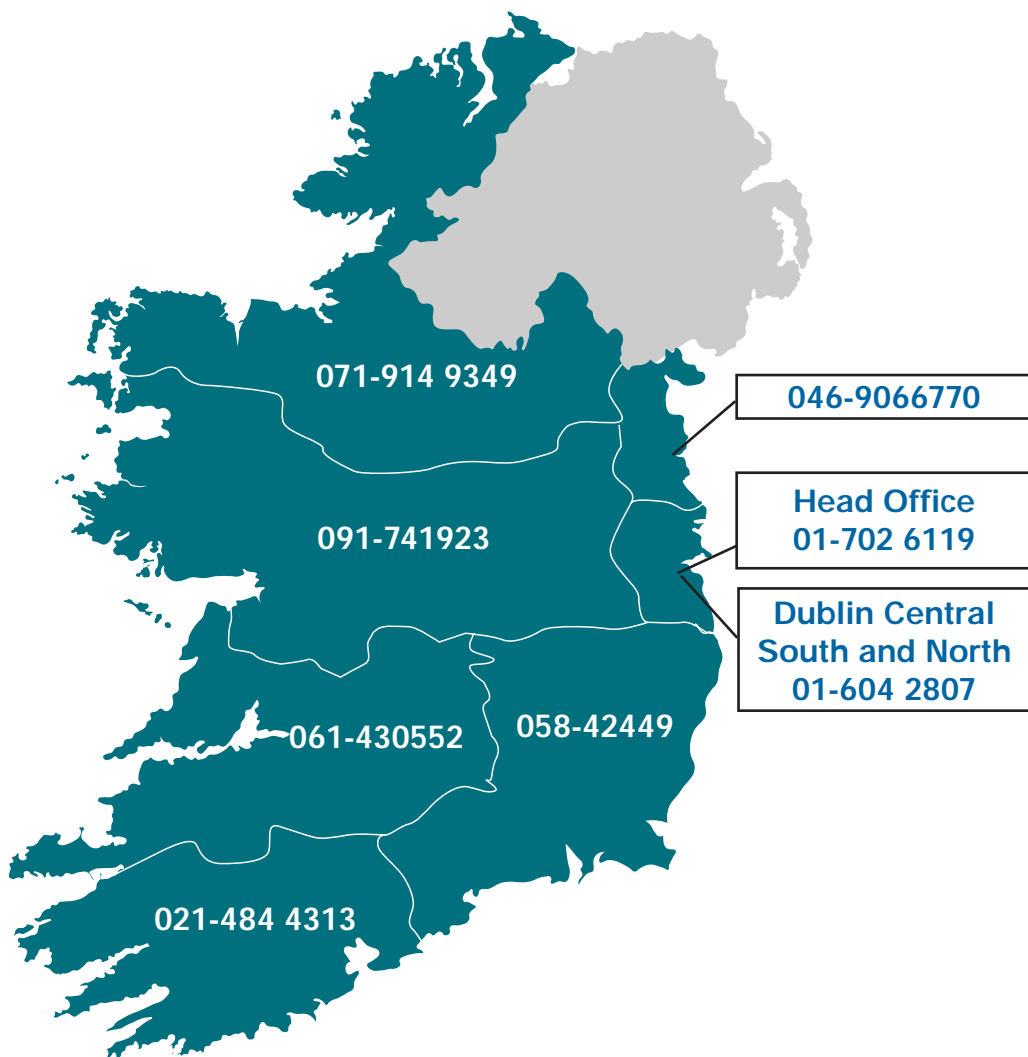 071-914 9349
046-9066770
Head Office
01-702 6119
091-741923
Dublin Central
South and North
01-604 2807
061-430552
058-42449
021-484 4313